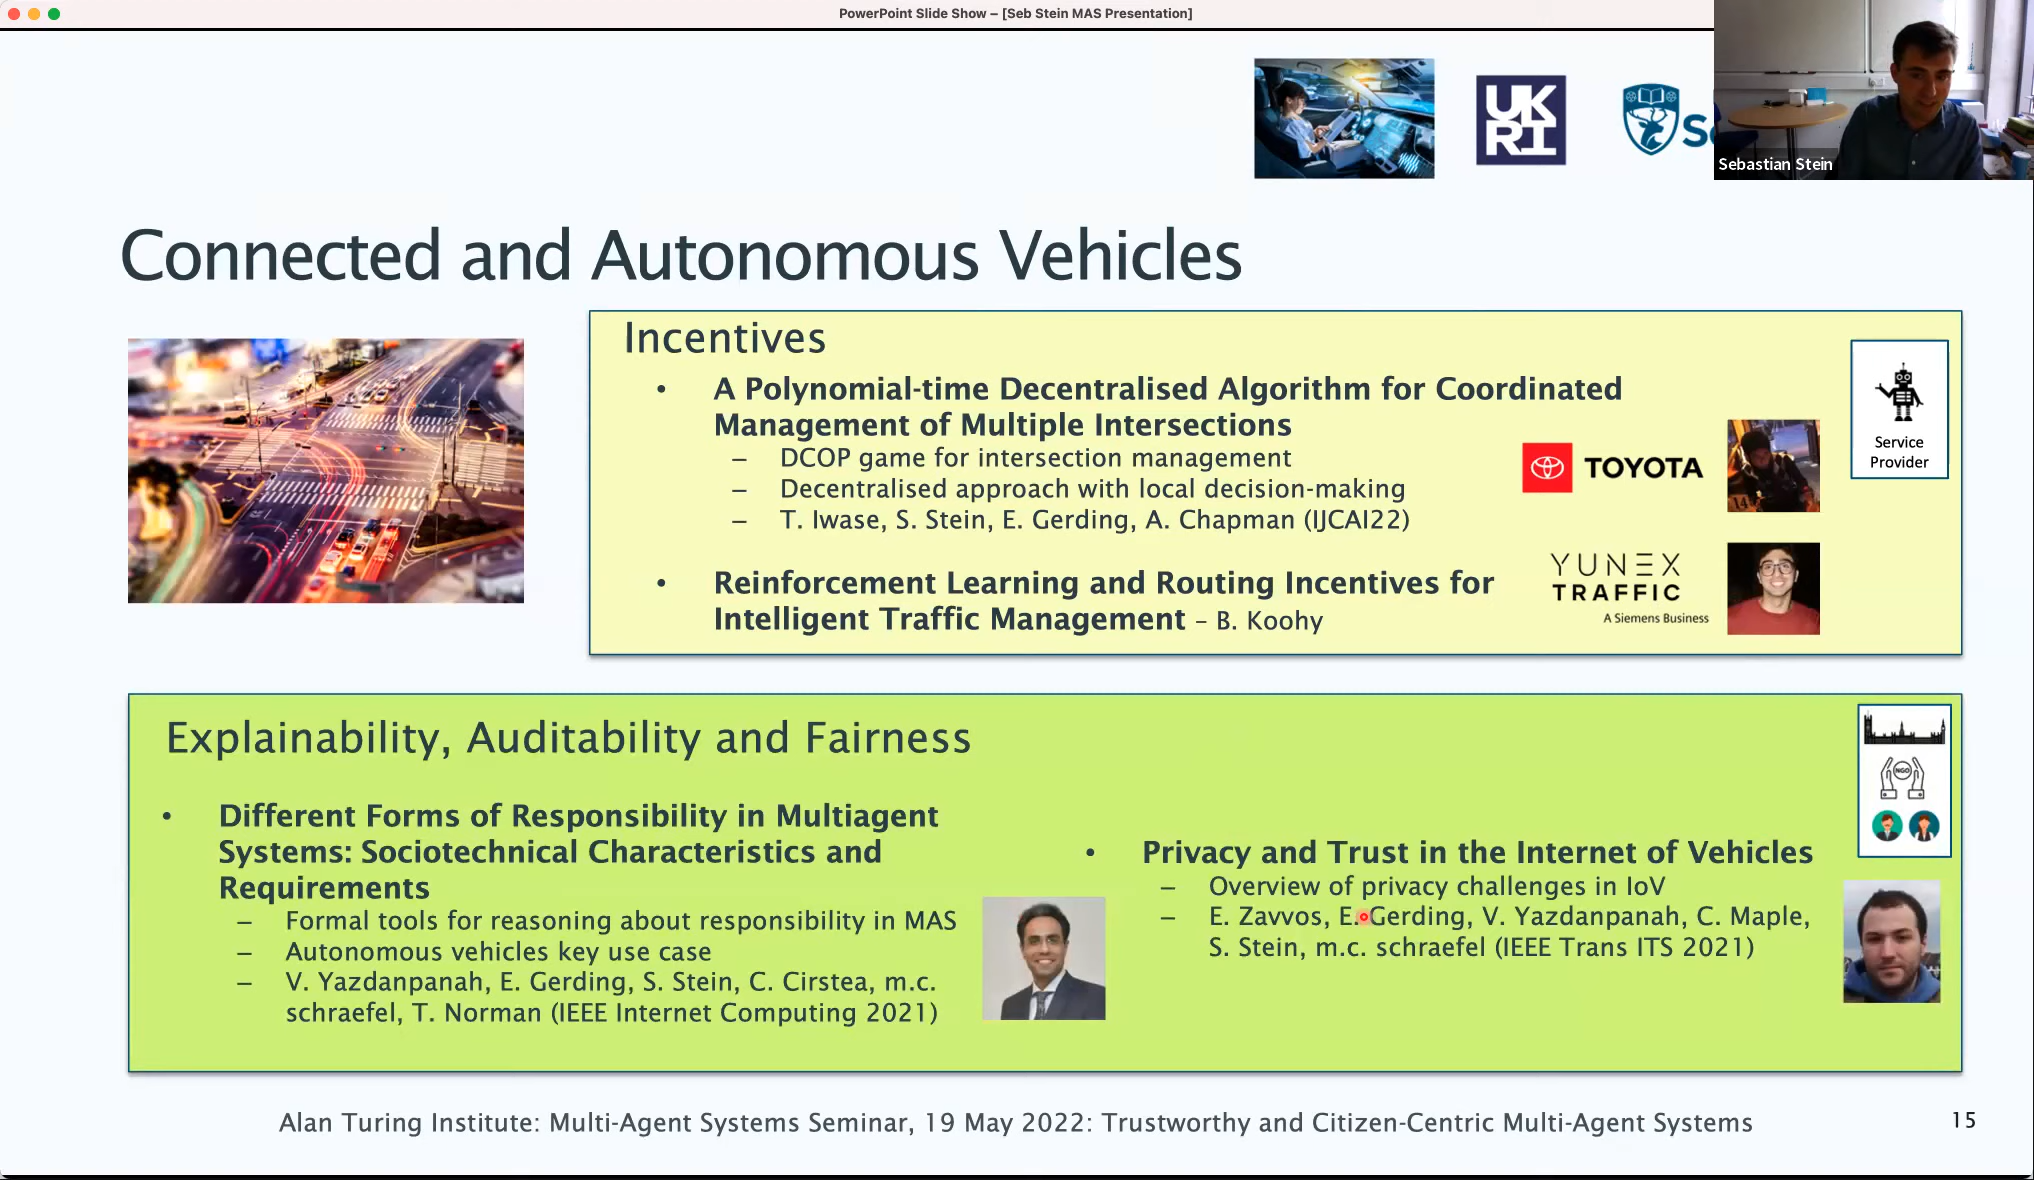 PowerPoint Slide Show – [Seb Stein MAS Presentation]
UK
RI
Sebastian Stein
Connected and Autonomous Vehicles
Incentives
• A Polynomial-time Decentralised Algorithm for Coordinated
Management of Multiple Intersections
– DCOP game for intersection management
– Decentralised approach with local decision-making
– T. Iwase, S. Stein, E. Gerding, A. Chapman (IJCAI22)
TOYOTA
Service
Provider
• Reinforcement Learning and Routing Incentives for
Intelligent Traffic Management – B. Koohy
YUNEX
TRAFFIC
A Siemens Business
Explainability, Auditability and Fairness
• Different Forms of Responsibility in Multiagent
Systems: Sociotechnical Characteristics and
Requirements
– Formal tools for reasoning about responsibility in MAS
– Autonomous vehicles key use case
– V. Yazdanpanah, E. Gerding, S. Stein, C. Cirstea, m.c.
schraefel, T. Norman (IEEE Internet Computing 2021)
NGO
• Privacy and Trust in the Internet of Vehicles
– Overview of privacy challenges in IoV
– E. Zavvos, E. Gerding, V. Yazdanpanah, C. Maple,
S. Stein, m.c. schraefel (IEEE Trans ITS 2021)
Alan Turing Institute: Multi-Agent Systems Seminar, 19 May 2022: Trustworthy and Citizen-Centric Multi-Agent Systems
15